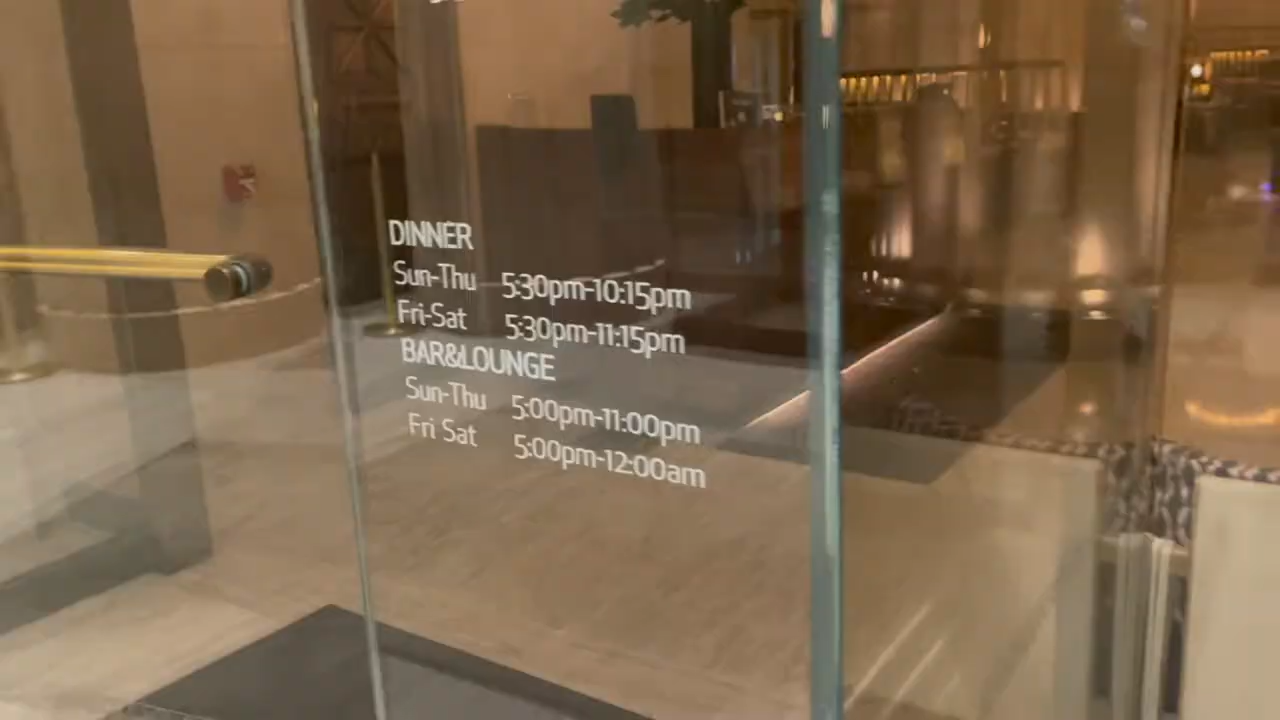 DINNER
Sun-Thu 5:30pm-10:15pm
Fri-Sat 5:30pm-11:15pm
BAR&LOUNGE
Sun-Thu 5:00pm-11:00pm
Fri Sat 5:00pm-12:00am